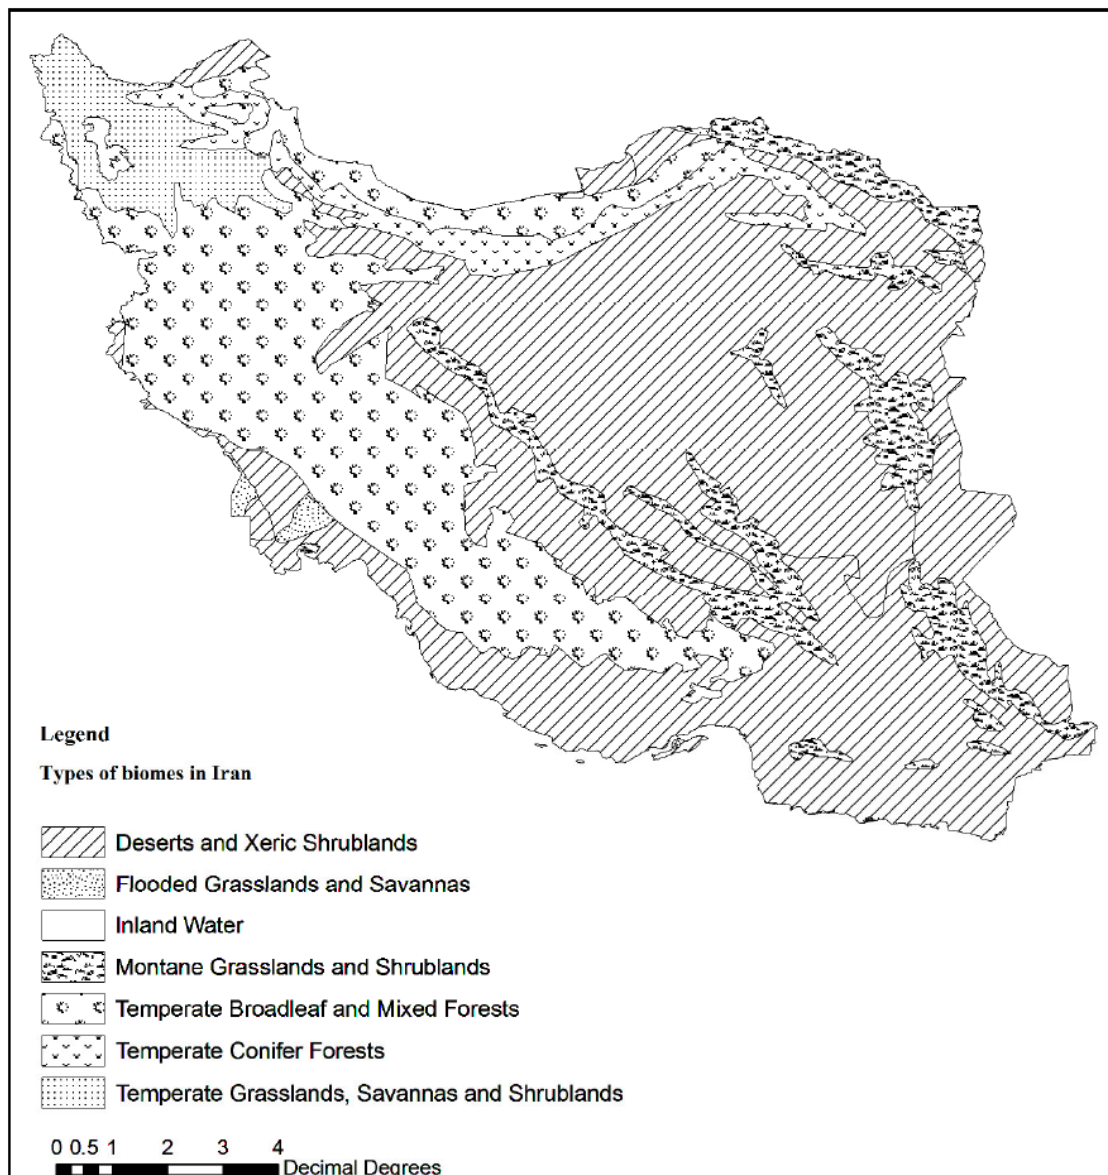 Legend
Types of biomes in Iran
Deserts and Xeric Shrublands
Flooded Grasslands and Savannas
Inland Water
Montane Grasslands and Shrublands
Temperate Broadleaf and Mixed Forests
Temperate Conifer Forests
Temperate Grasslands, Savannas and Shrublands
0 0.5 1 2 3 4
Decimal Degrees